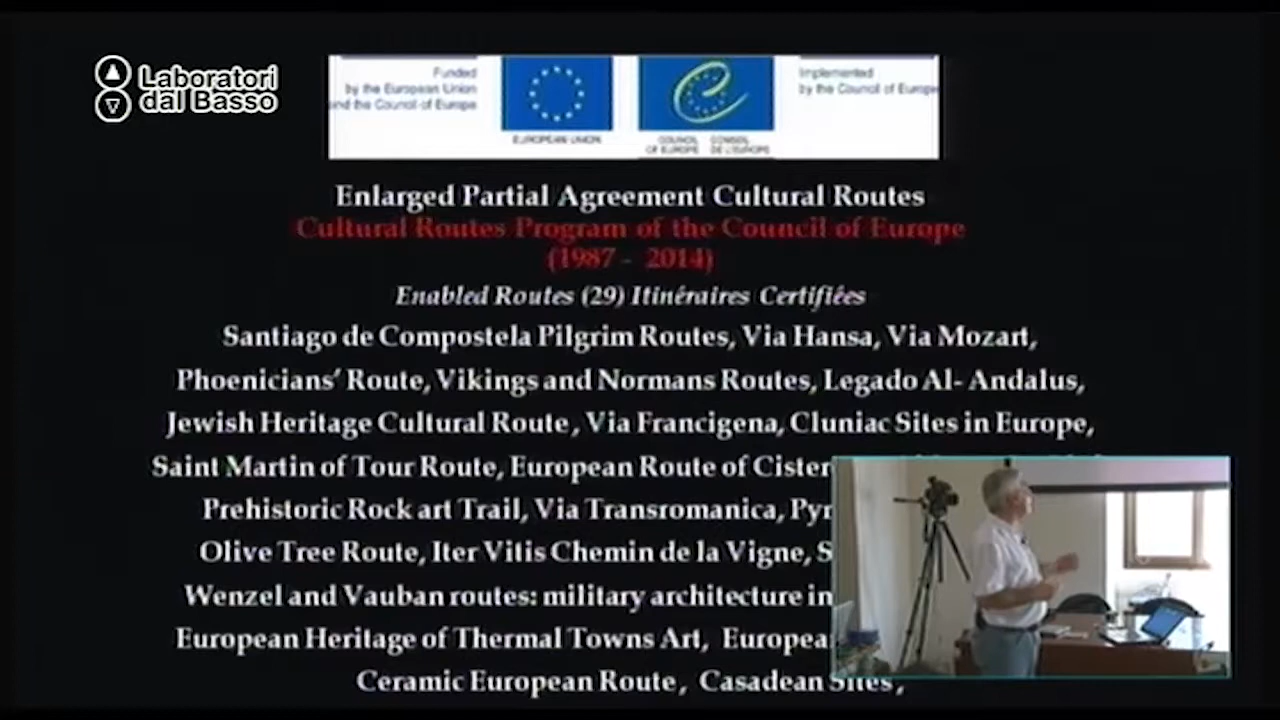 Laboratori
dal Basso
Funded
by the European Union
and the Council of Europe
EUROPEAN UNION
COUNCIL OF EUROPE
CONSEIL DE L'EUROPE
Implemented
by the Council of Europe
Enlarged Partial Agreement Cultural Routes
Cultural Routes Program of the Council of Europe
(1987 - 2014)
Enabled Routes (29) Itinéraires Certifiées
Santiago de Compostela Pilgrim Routes, Via Hansa, Via Mozart,
Phoenicians' Route, Vikings and Normans Routes, Legado Al- Andalus,
Jewish Heritage Cultural Route, Via Francigena, Cluniac Sites in Europe,
Saint Martin of Tour Route, European Route of Cister
Prehistoric Rock art Trail, Via Transromanica, Pyr
Olive Tree Route, Iter Vitis Chemin de la Vigne, S
Wenzel and Vauban routes: military architecture in
European Heritage of Thermal Towns Art, Europea
Ceramic European Route, Casadean Sites,